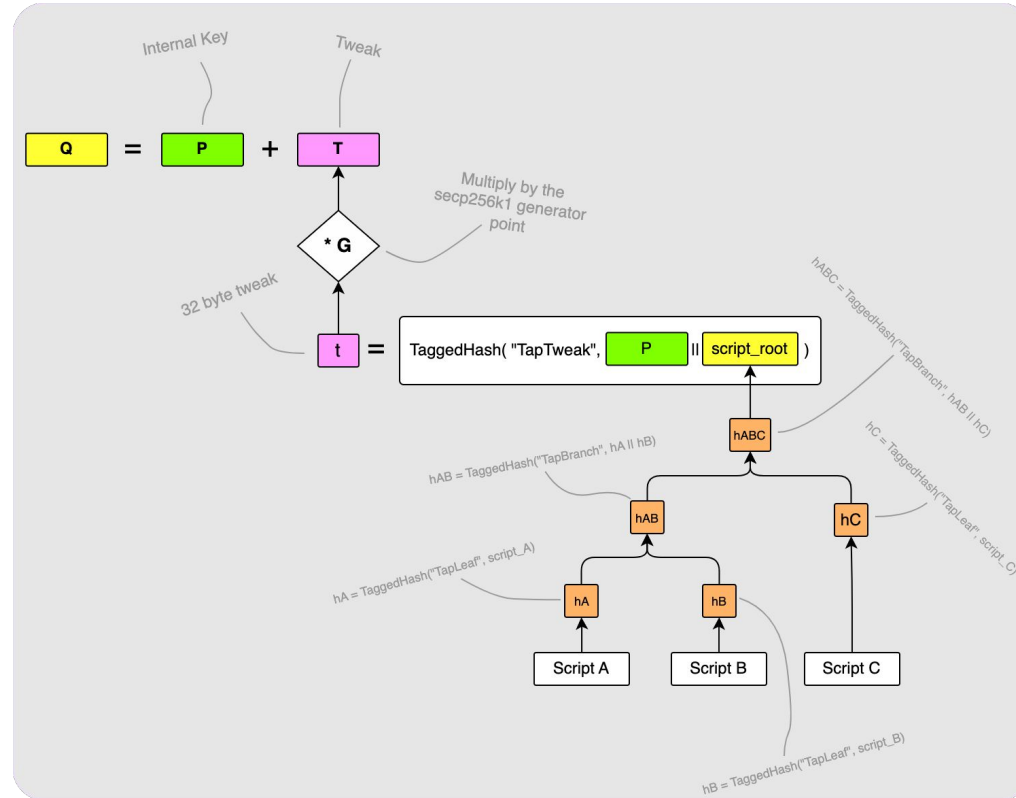 Internal Key
Tweak
Q = P + T
Multiply by the
secp256k1 generator
point
* G
32 byte tweak
t = TaggedHash( "TapTweak", P || script_root )
hABC = TaggedHash("TapBranch", hAB || hC)
hABC
hC = TaggedHash("TapLeaf", script_C)
hAB = TaggedHash("TapBranch", hA || hB)
hAB
hC
hA = TaggedHash("TapLeaf", script_A)
hA
hB
Script A
Script B
Script C
hB = TaggedHash("TapLeaf", script_B)